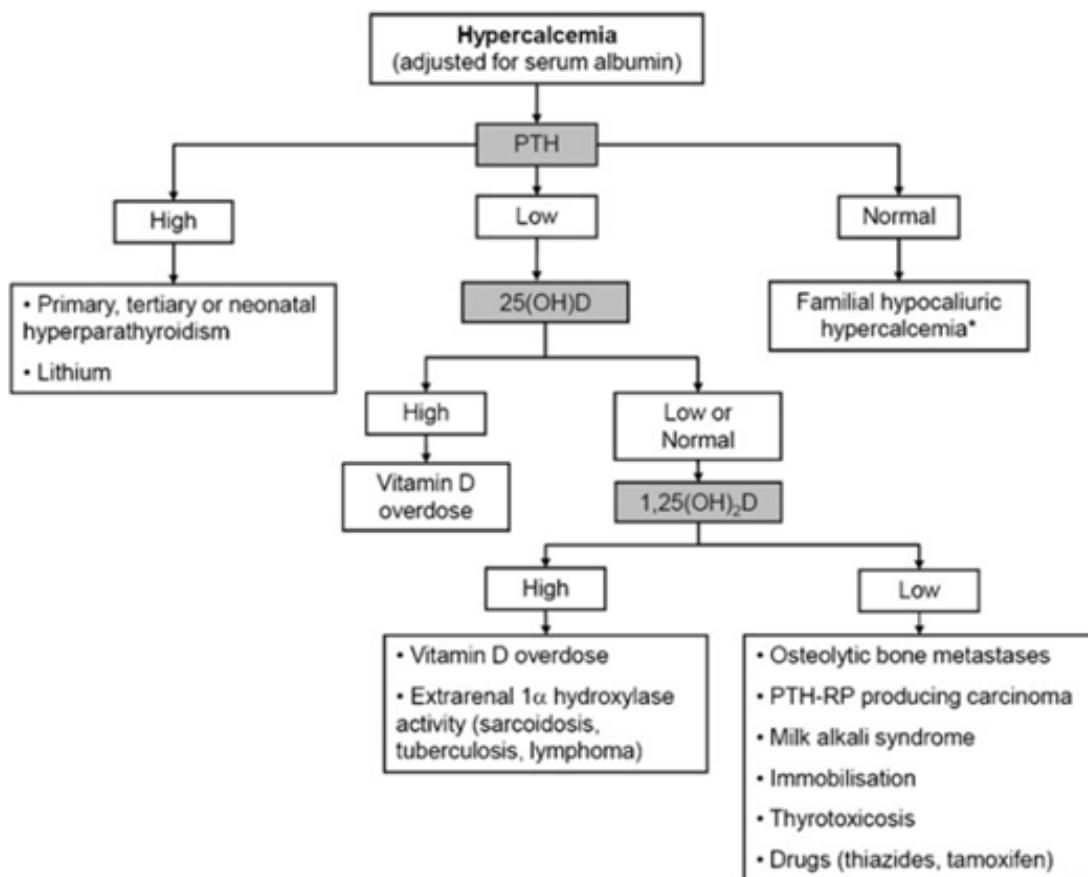 Hypercalcemia
(adjusted for serum albumin)
PTH
High
Low
Normal
• Primary, tertiary or neonatal
hyperparathyroidism
• Lithium
25(OH)D
Familial hypocaliuric
hypercalcemia*
High
Low or
Normal
Vitamin D
overdose
1,25(OH)₂D
High
Low
• Vitamin D overdose
• Extrarenal 1α hydroxylase
activity (sarcoidosis,
tuberculosis, lymphoma)
• Osteolytic bone metastases
• PTH-RP producing carcinoma
• Milk alkali syndrome
• Immobilisation
• Thyrotoxicosis
• Drugs (thiazides, tamoxifen)